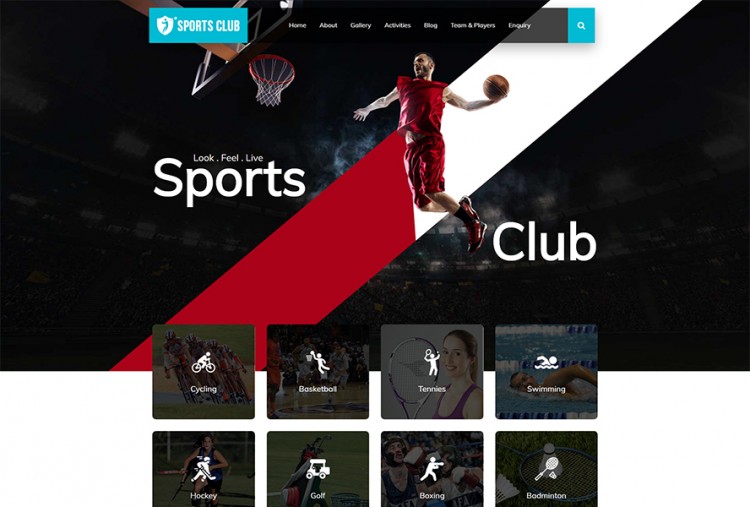 SPORTS CLUB
Home About Gallery Activities Blog Team & Players Enquiry
Look . Feel . Live
Sports
Club
Cycling
Basketball
Tennies
Swimming
Hockey
Golf
Boxing
Badminton